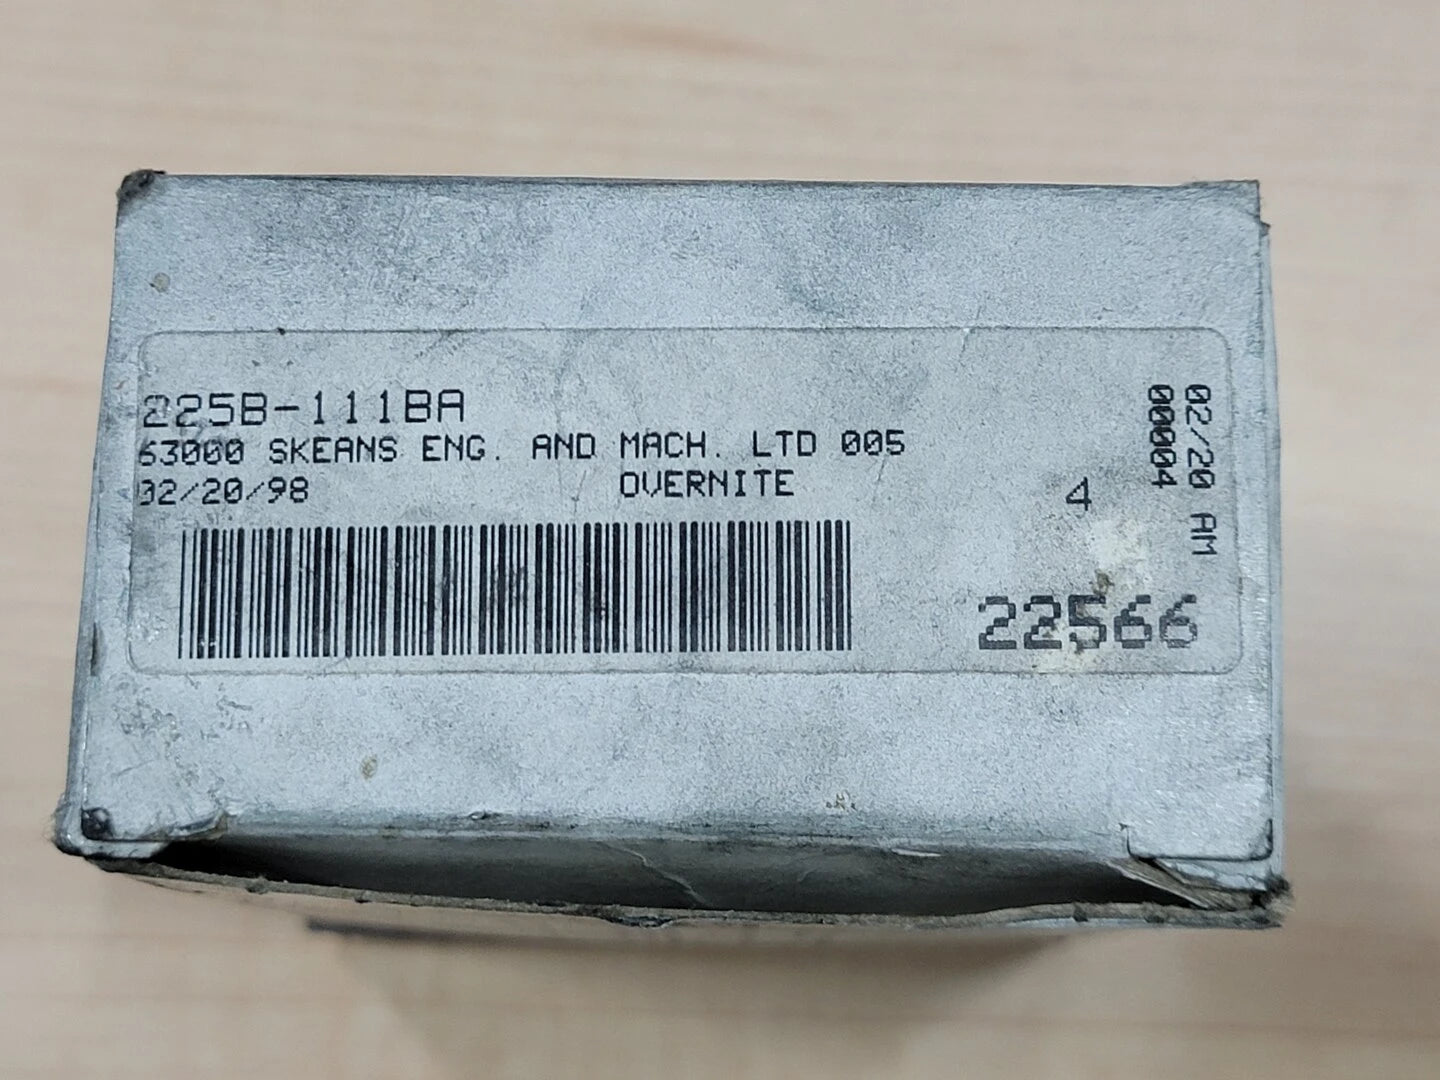 225B-111BA
63000 SKEANS ENG. AND MACH. LTD 005
02/20/98 OVERNITE
4
22566
02/20 AM
00004